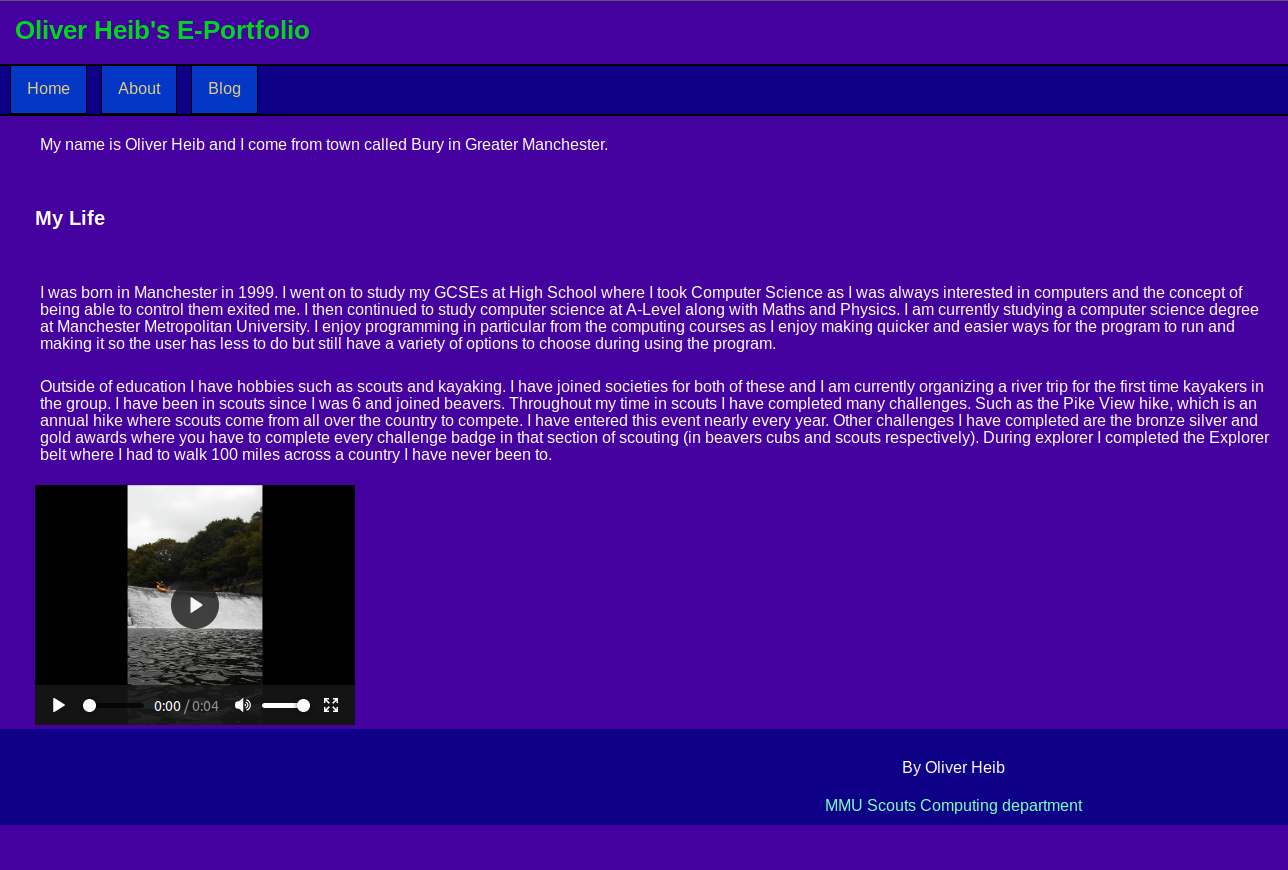 Oliver Heib's E-Portfolio
Home About Blog
My name is Oliver Heib and I come from town called Bury in Greater Manchester.
My Life
I was born in Manchester in 1999. I went on to study my GCSEs at High School where I took Computer Science as I was always interested in computers and the concept of
being able to control them exited me. I then continued to study computer science at A-Level along with Maths and Physics. I am currently studying a computer science degree
at Manchester Metropolitan University. I enjoy programming in particular from the computing courses as I enjoy making quicker and easier ways for the program to run and
making it so the user has less to do but still have a variety of options to choose during using the program.
Outside of education I have hobbies such as scouts and kayaking. I have joined societies for both of these and I am currently organizing a river trip for the first time kayakers in
the group. I have been in scouts since I was 6 and joined beavers. Throughout my time in scouts I have completed many challenges. Such as the Pike View hike, which is an
annual hike where scouts come from all over the country to compete. I have entered this event nearly every year. Other challenges I have completed are the bronze silver and
gold awards where you have to complete every challenge badge in that section of scouting (in beavers cubs and scouts respectively). During explorer I completed the Explorer
belt where I had to walk 100 miles across a country I have never been to.
0:00 / 0:04
By Oliver Heib
MMU Scouts Computing department